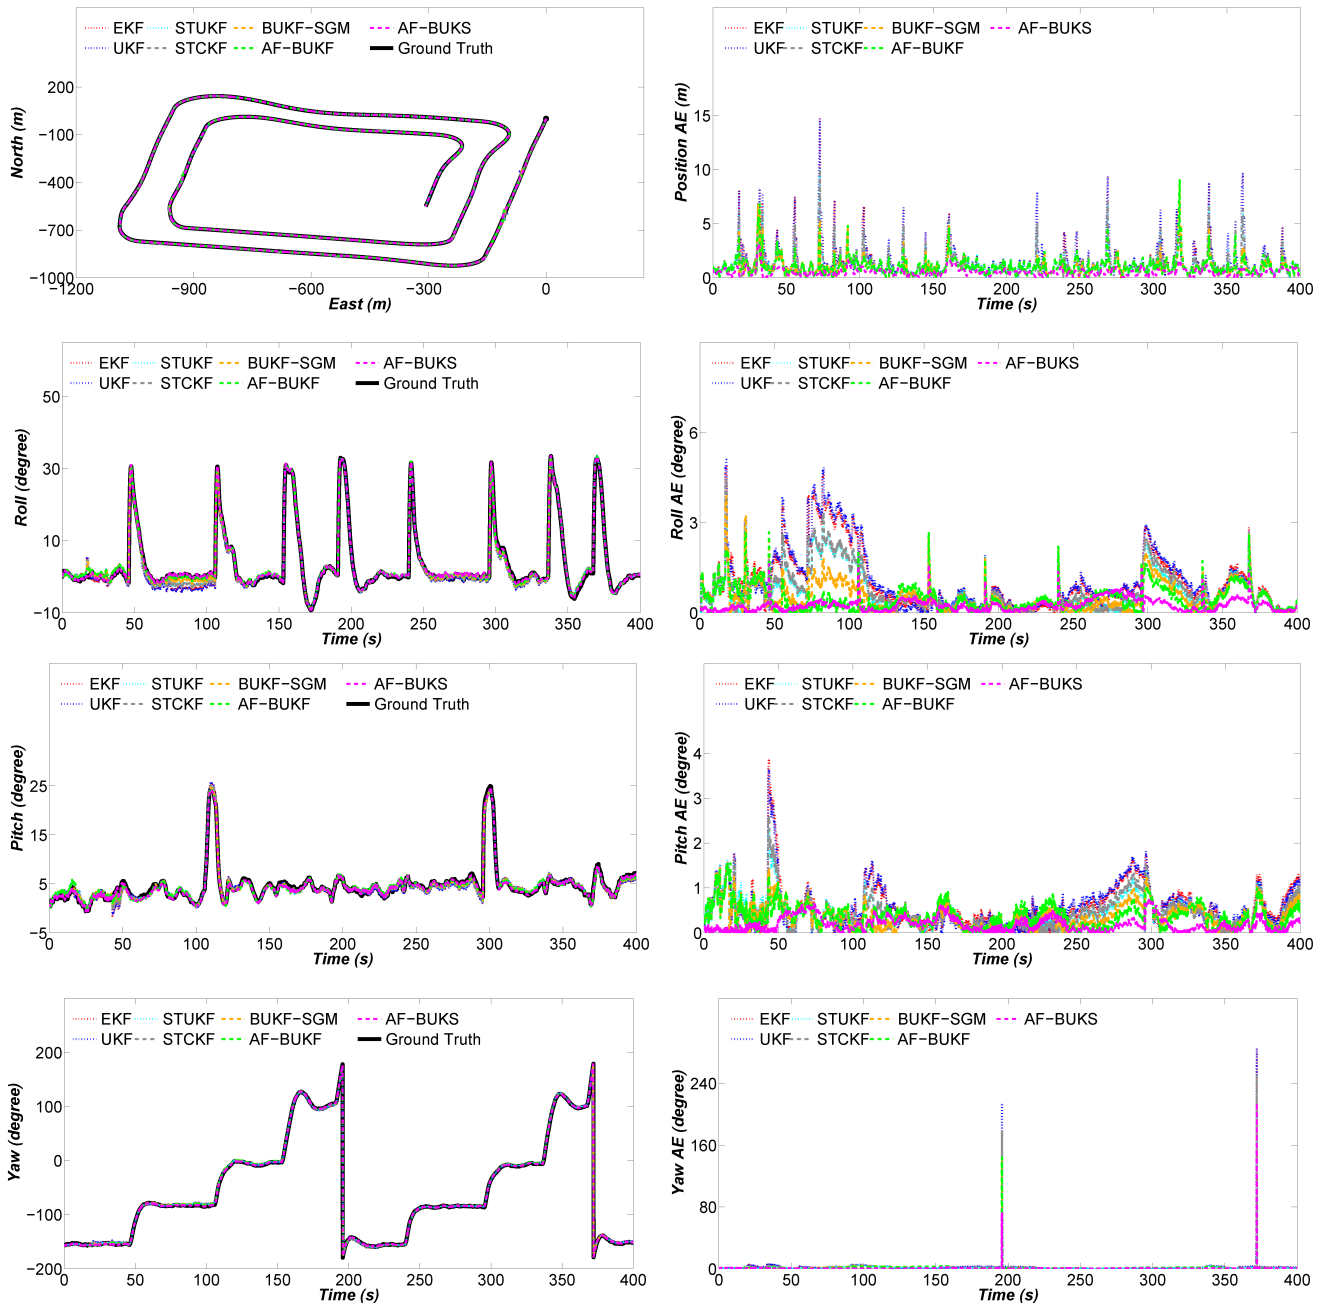 EKF STUKF BUKF−SGM AF−BUKS
UKF STCKF AF−BUKF Ground Truth
200
−100
−400
−700
−1000
−1200 −900 −600 −300 0
North (m)
East (m)
EKF STUKF BUKF−SGM AF−BUKS
UKF STCKF AF−BUKF
15
10
5
0
0 50 100 150 200 250 300 350 400
Position AE (m)
Time (s)
EKF STUKF BUKF−SGM AF−BUKS
UKF STCKF AF−BUKF Ground Truth
50
30
10
−10
0 50 100 150 200 250 300 350 400
Roll (degree)
Time (s)
EKF STUKF BUKF−SGM AF−BUKS
UKF STCKF AF−BUKF
6
3
0
0 50 100 150 200 250 300 350 400
Roll AE (degree)
Time (s)
EKF STUKF BUKF−SGM AF−BUKS
UKF STCKF AF−BUKF Ground Truth
25
15
5
−5
0 50 100 150 200 250 300 350 400
Pitch (degree)
Time (s)
EKF STUKF BUKF−SGM AF−BUKS
UKF STCKF AF−BUKF
4
3
2
1
0
0 50 100 150 200 250 300 350 400
Pitch AE (degree)
Time (s)
EKF STUKF BUKF−SGM AF−BUKS
UKF STCKF AF−BUKF Ground Truth
200
100
0
−100
−200
0 50 100 150 200 250 300 350 400
Yaw (degree)
Time (s)
EKF STUKF BUKF−SGM AF−BUKS
UKF STCKF AF−BUKF
240
160
80
0
0 50 100 150 200 250 300 350 400
Yaw AE (degree)
Time (s)